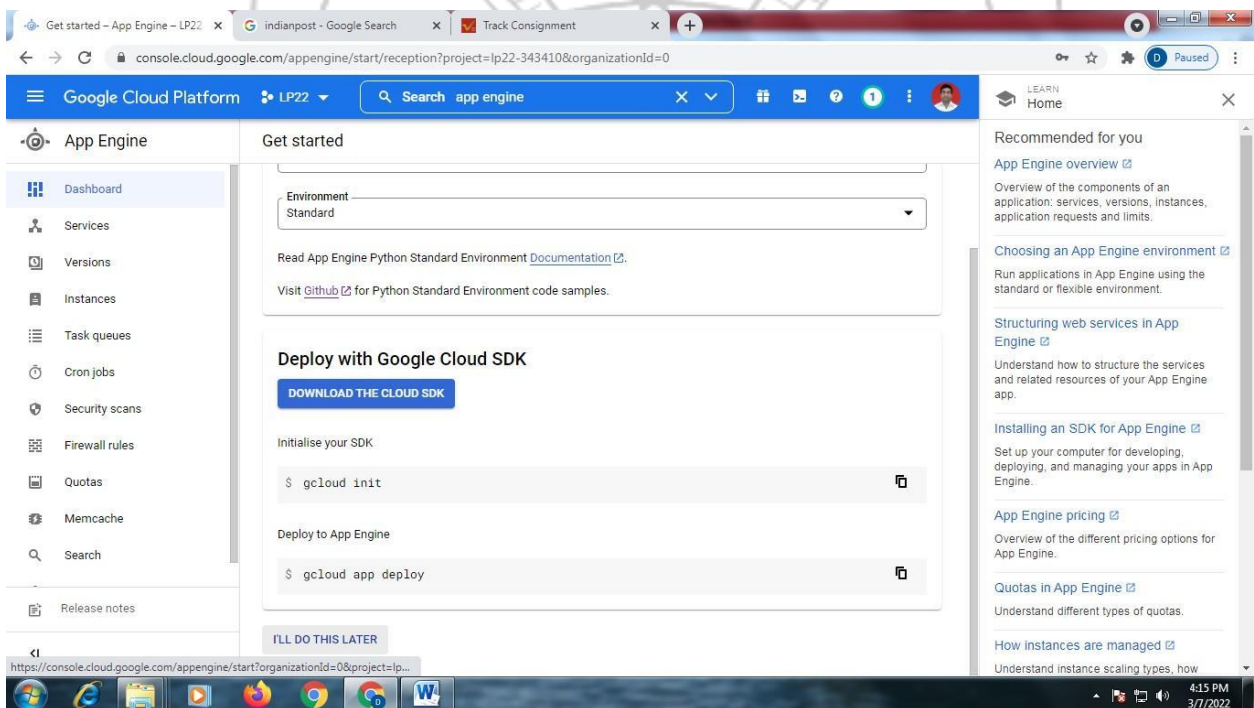 Get started – App Engine – LP22
indianpost - Google Search
Track Consignment
console.cloud.google.com/appengine/start/reception?project=lp22-343410&organizationId=0
D Paused
Google Cloud Platform
LP22
Search app engine
1
LEARN
Home
App Engine
Dashboard
Services
Versions
Instances
Task queues
Cron jobs
Security scans
Firewall rules
Quotas
Memcache
Search
Release notes
Get started
Environment
Standard
Read App Engine Python Standard Environment Documentation.
Visit Github for Python Standard Environment code samples.
Deploy with Google Cloud SDK
DOWNLOAD THE CLOUD SDK
Initialise your SDK
$ gcloud init
Deploy to App Engine
$ gcloud app deploy
I'LL DO THIS LATER
Recommended for you
App Engine overview
Overview of the components of an
application: services, versions, instances,
application requests and limits.
Choosing an App Engine environment
Run applications in App Engine using the
standard or flexible environment.
Structuring web services in App
Engine
Understand how to structure the services
and related resources of your App Engine
app.
Installing an SDK for App Engine
Set up your computer for developing,
deploying, and managing your apps in App
Engine.
App Engine pricing
Overview of the different pricing options for
App Engine.
Quotas in App Engine
Understand different types of quotas.
How instances are managed
Understand instance scaling types, how
https://console.cloud.google.com/appengine/start?organizationId=0&project=lp...
4:15 PM
3/7/2022